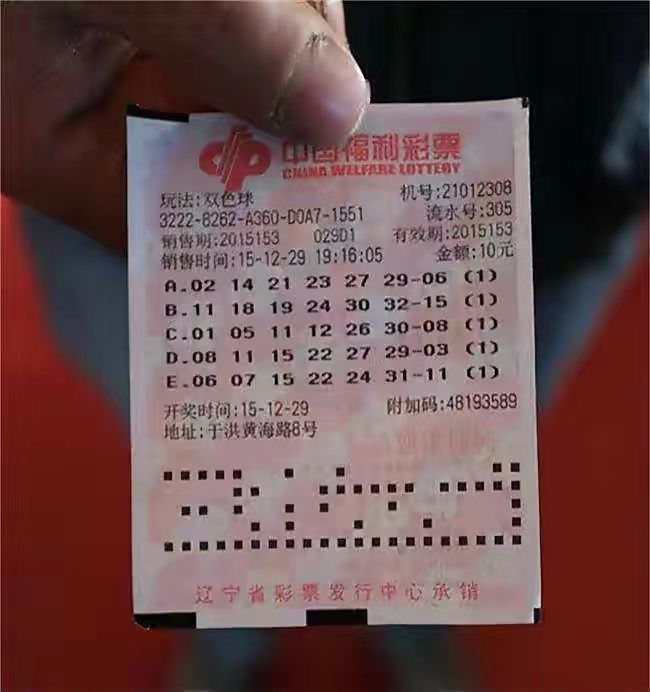 中国福利彩票
CHINA WELFARE LOTTERY
玩法:双色球 机号:21012308
3222-8262-A360-D0A7-1551 流水号:305
销售期:2015153 029D1 有效期:2015153
销售时间:15-12-29 19:16:05 金额:10元
A.02 14 21 23 27 29-06 (1)
B.11 18 19 24 30 32-15 (1)
C.01 05 11 12 26 30-08 (1)
D.08 11 15 22 27 29-03 (1)
E.06 07 15 22 24 31-11 (1)
开奖时间:15-12-29 附加码:48193589
地址:于洪黄海路8号
辽宁省彩票发行中心承销